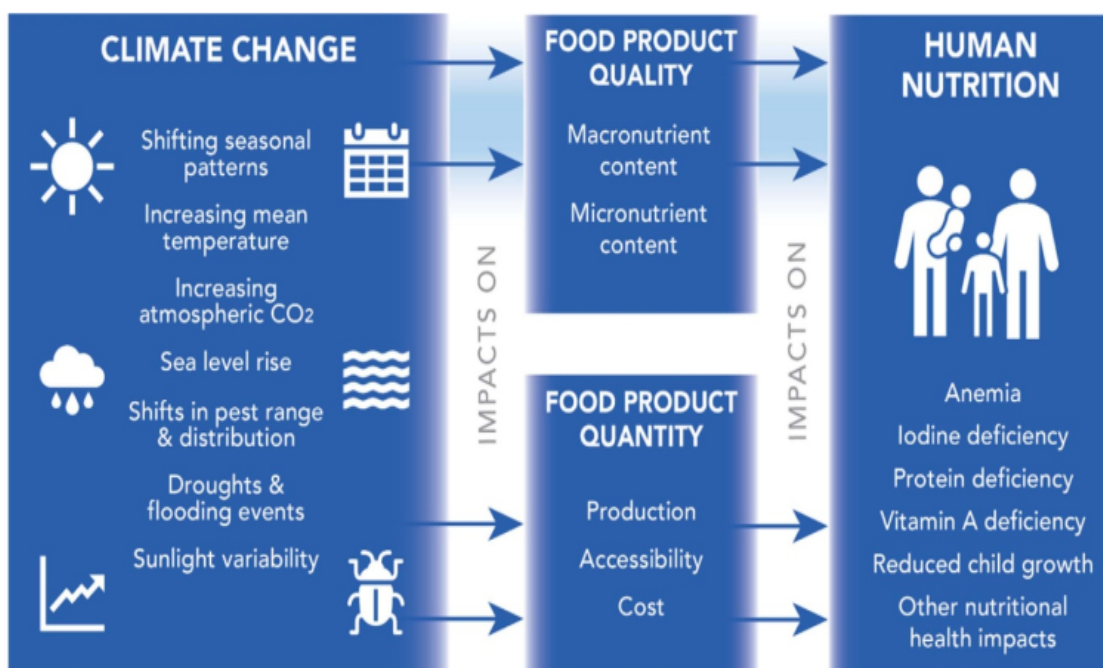 CLIMATE CHANGE
Shifting seasonal
patterns
Increasing mean
temperature
Increasing
atmospheric CO2
Sea level rise
Shifts in pest range
& distribution
Droughts &
flooding events
Sunlight variability
IMPACTS ON
FOOD PRODUCT
QUALITY
Macronutrient
content
Micronutrient
content
FOOD PRODUCT
QUANTITY
Production
Accessibility
Cost
IMPACTS ON
HUMAN
NUTRITION
Anemia
Iodine deficiency
Protein deficiency
Vitamin A deficiency
Reduced child growth
Other nutritional
health impacts